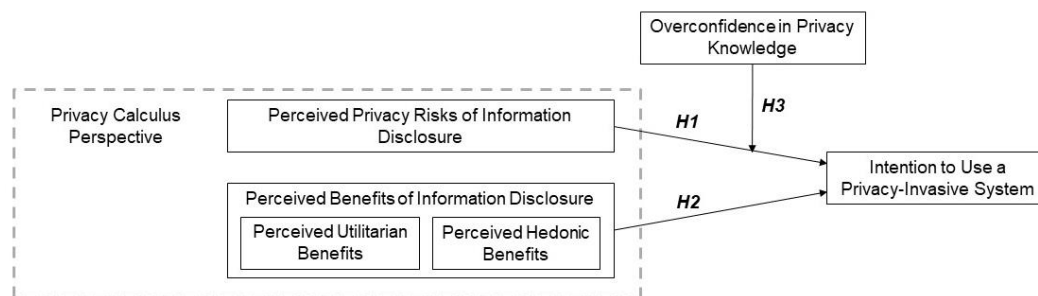 Overconfidence in Privacy
Knowledge
Privacy Calculus
Perspective
Perceived Privacy Risks of Information
Disclosure
H1
H3
Intention to Use a
Privacy-Invasive System
Perceived Benefits of Information Disclosure
H2
Perceived Utilitarian
Benefits
Perceived Hedonic
Benefits